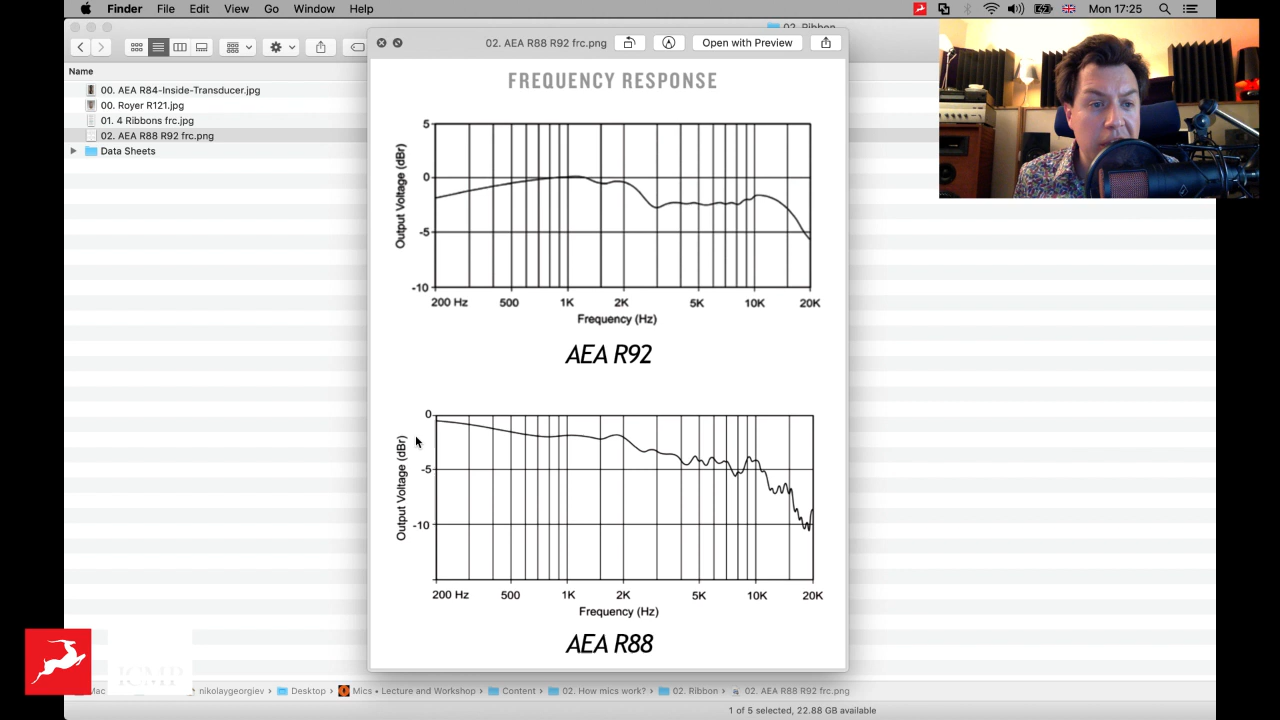 Finder File Edit View Go Window Help
Mon 17:25
02. Ribbon
02. AEA R88 R92 frc.png
Open with Preview
Name
00. AEA R84-Inside-Transducer.jpg
00. Royer R121.jpg
01. 4 Ribbons frc.jpg
02. AEA R88 R92 frc.png
Data Sheets
FREQUENCY RESPONSE
Output Voltage (dBr)
5
0
-5
-10
200 Hz 500 1K 2K 5K 10K 20K
Frequency (Hz)
AEA R92
Output Voltage (dBr)
0
-5
-10
200 Hz 500 1K 2K 5K 10K 20K
Frequency (Hz)
AEA R88
nikolaygeorgiev › Desktop › Mics • Lecture and Workshop › Content › 02. How mics work? › 02. Ribbon › 02. AEA R88 R92 frc.png
1 of 5 selected, 22.88 GB available